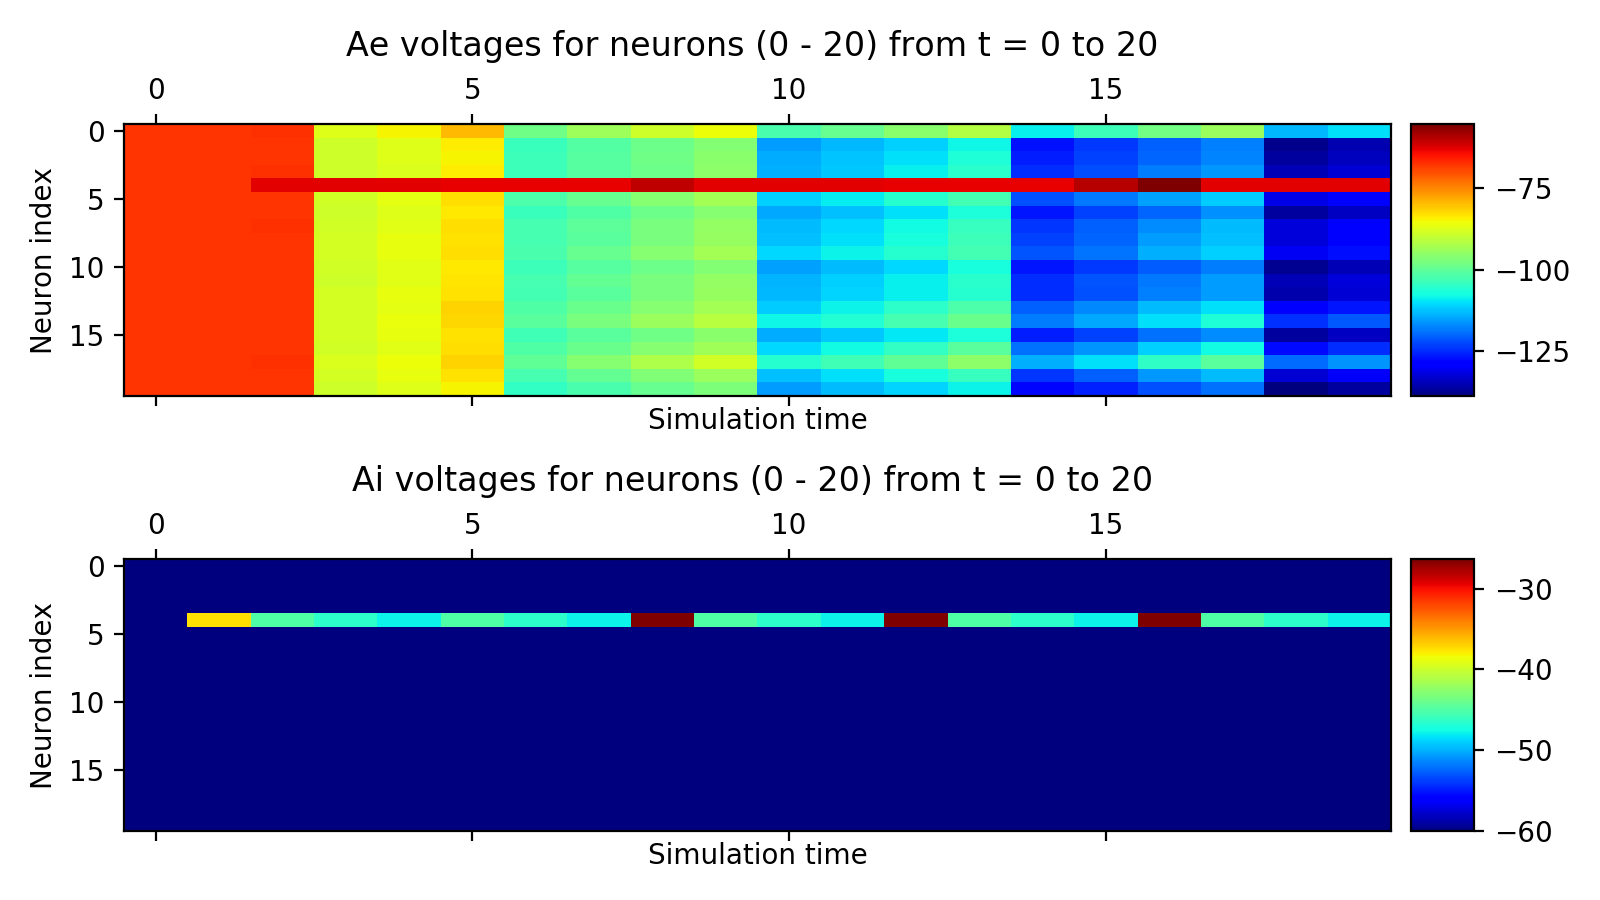 Ae voltages for neurons (0 - 20) from t = 0 to 20
0 5 10 15
Neuron index
0
5
10
15
Simulation time
−75
−100
−125
Ai voltages for neurons (0 - 20) from t = 0 to 20
0 5 10 15
Neuron index
0
5
10
15
Simulation time
−30
−40
−50
−60